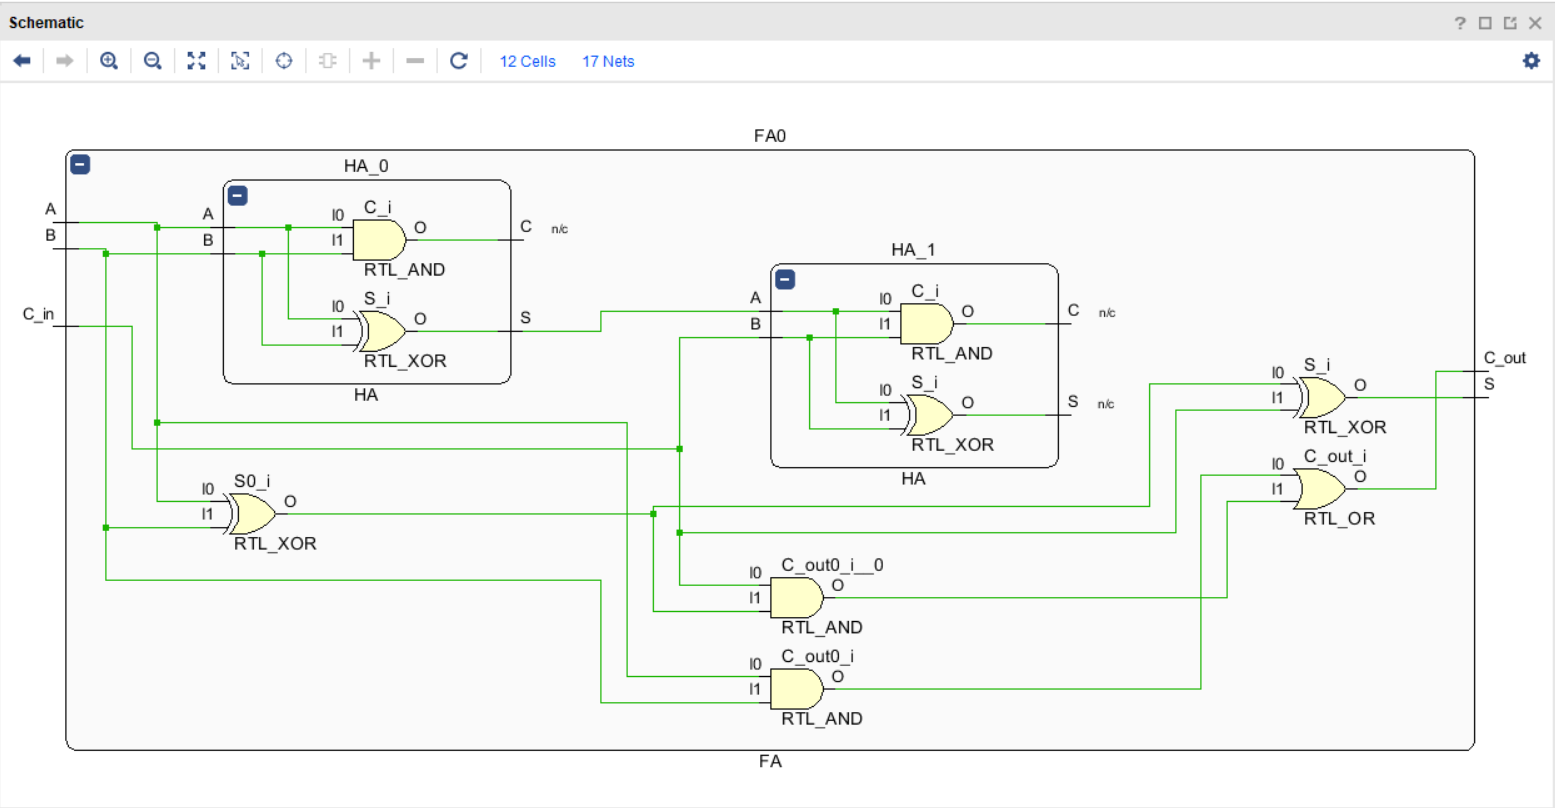 Schematic
12 Cells 17 Nets
FA0
HA_0
A
B
C_in
A
B
I0
I1
C_i
O
RTL_AND
C n/c
I0
I1
S_i
O
RTL_XOR
S
HA
HA_1
A
B
I0
I1
C_i
O
RTL_AND
C n/c
I0
I1
S_i
O
RTL_XOR
S n/c
HA
I0
I1
S0_i
O
RTL_XOR
I0
I1
C_out0_i__0
O
RTL_AND
I0
I1
C_out0_i
O
RTL_AND
I0
I1
S_i
O
RTL_XOR
I0
I1
C_out_i
O
RTL_OR
C_out
S
FA